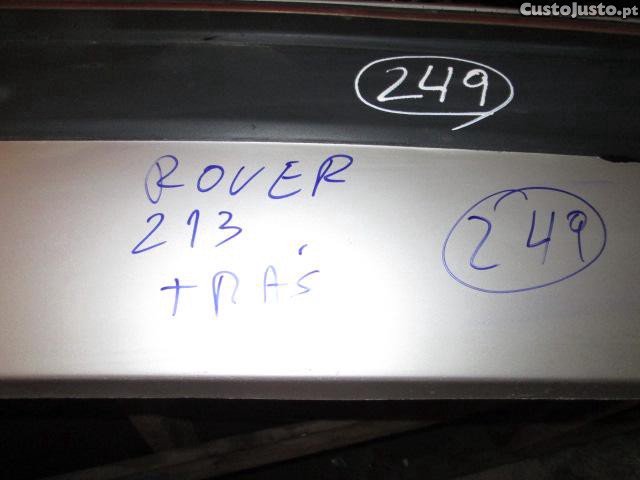 CustoJusto.pt
249
ROVER
213
249
TRÁS